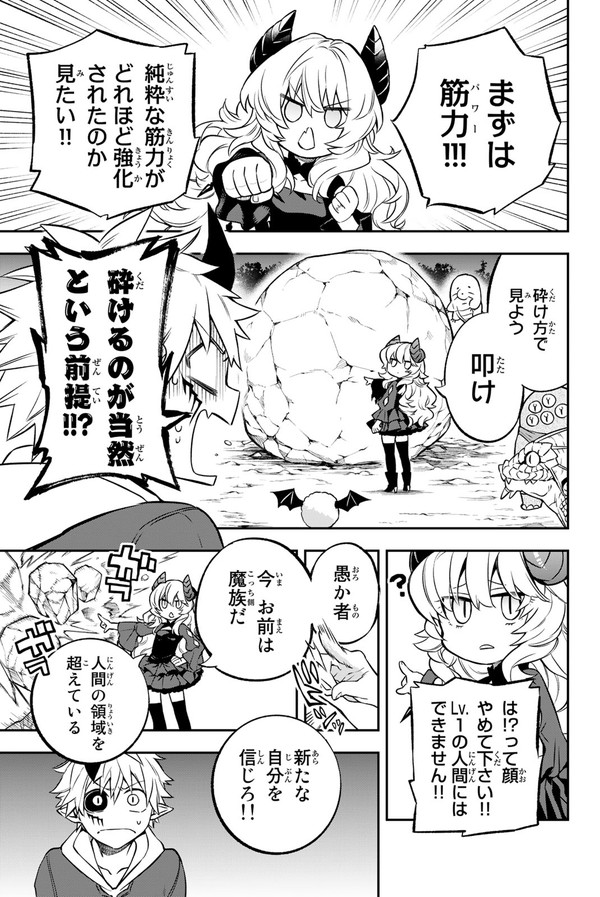 まずは
筋力!!!
純粋な筋力が
どれほど強化
されたのか
見たい!!
砕け方で
見よう
叩け
砕けるのが当然
という前提!!?
は!?って顔
やめて下さい!!
Lv.1の人間には
できません!!
愚か者
今 お前は
魔族だ
人間の領域を
超えている
新たな
自分を
信じろ!!